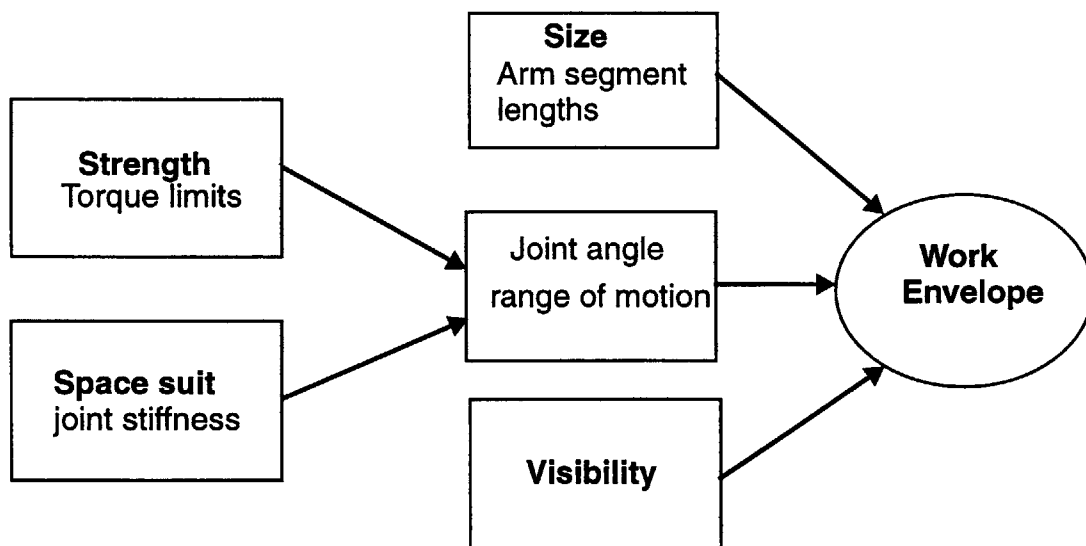 Size
Arm segment
lengths
Strength
Torque limits
Joint angle
range of motion
Work
Envelope
Space suit
joint stiffness
Visibility